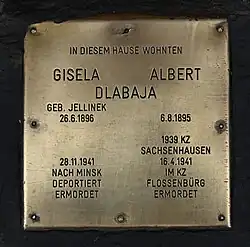 IN DIESEM HAUSE WOHNTEN
GISELA ALBERT
DLABAJA
GEB. JELLINEK
26.6.1896 6.8.1895
1939 KZ
SACHSENHAUSEN
28.11.1941 16.4.1941
NACH MINSK IM KZ
DEPORTIERT FLOSSENBÜRG
ERMORDET ERMORDET